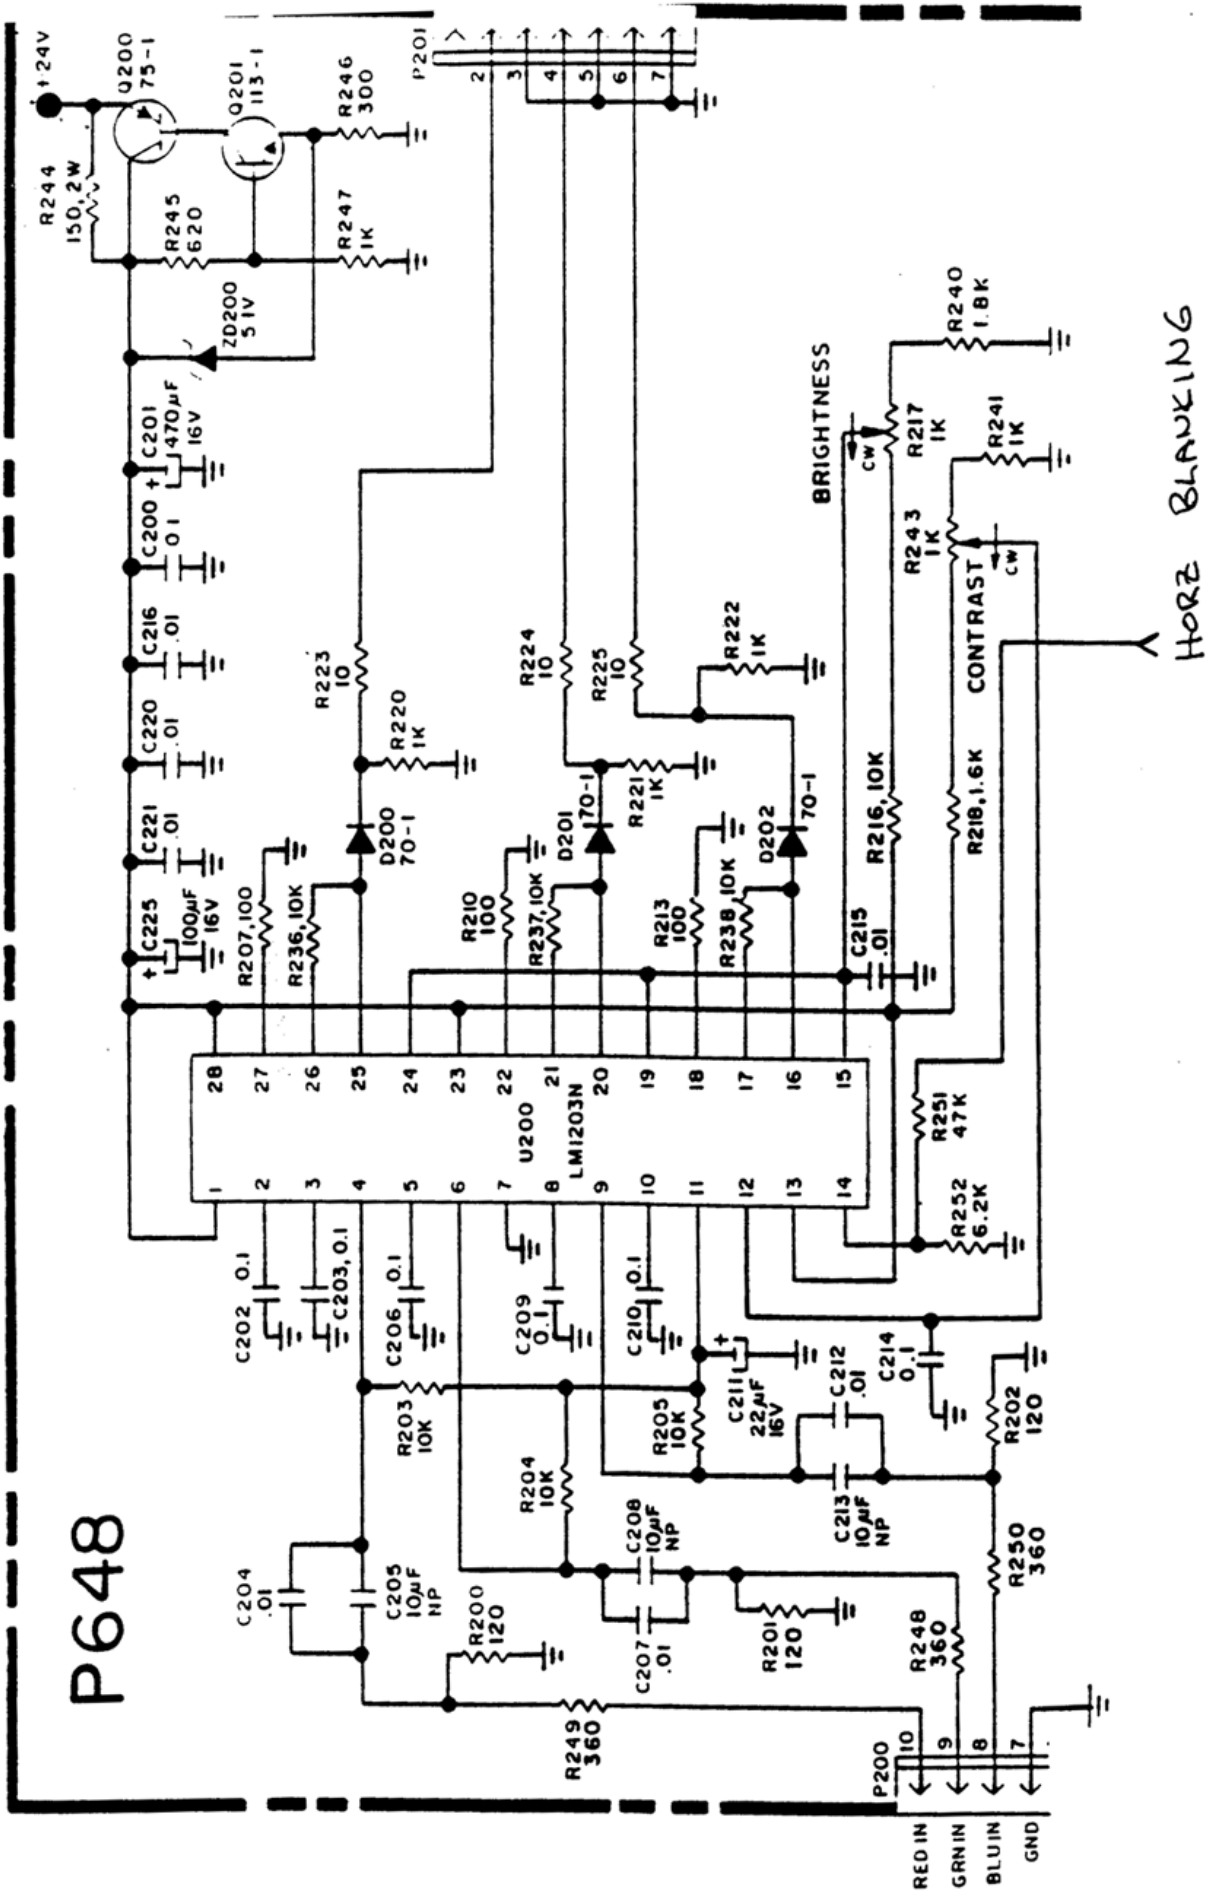 P648
+24V
Q200
75-1
R244
150, 2W
Q201
113-1
R246
300
R245
620
R247
1K
ZD200
5.1V
C201
470µF
16V
+
C200
0.1
C216
.01
C220
.01
C221
.01
C225
100µF
16V
+
R207, 100
R236, 10K
D200
70-1
R220
1K
R223
10
P201
2
3
4
5
6
7
R210
100
R237, 10K
D201
70-1
R221
1K
R224
10
R225
10
R222
1K
R213
100
R238, 10K
D202
70-1
C215
.01
R216, 10K
R218, 1.6K
BRIGHTNESS
CW
R217
1K
R240
1.8K
R243
1K
CONTRAST
CW
R241
1K
HORZ BLANKING
28
27
26
25
24
23
22
21
20
19
18
17
16
15
U200
LM1203N
1
2
3
4
5
6
7
8
9
10
11
12
13
14
R251
47K
R252
6.2K
C202
0.1
C203, 0.1
C206
0.1
C209
0.1
C210
0.1
C211
22µF
16V
+
C212
.01
C214
0.1
R203
10K
R204
10K
R205
10K
C213
10µF
NP
R202
120
C204
.01
C205
10µF
NP
R200
120
C208
10µF
NP
C207
.01
R201
120
R248
360
R250
360
R249
360
P200
10
9
8
7
RED IN
GRN IN
BLU IN
GND